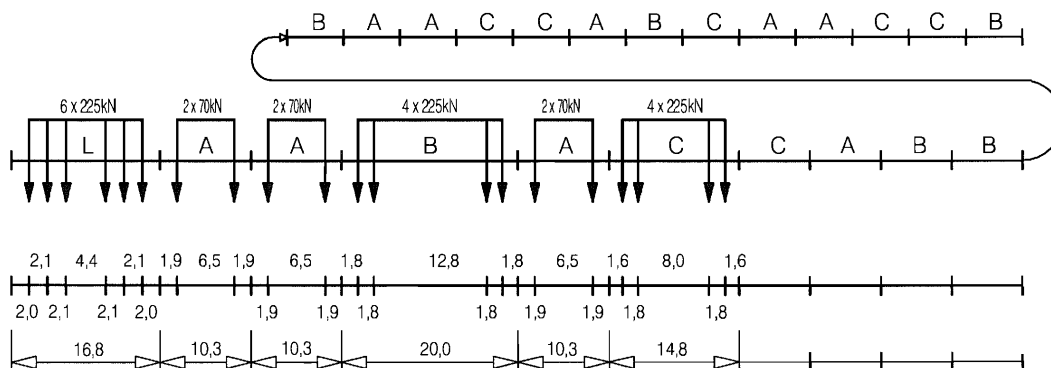 B A A C C A B C A A C C B
6 x 225kN 2 x 70kN 2 x 70kN 4 x 225kN 2 x 70kN 4 x 225kN
L A A B A C C A B B
2,1 4,4 2,1 1,9 6,5 1,9 6,5 1,8 12,8 1,8 6,5 1,6 8,0 1,6
2,0 2,1 2,1 2,0 1,9 1,9 1,8 1,8 1,9 1,9 1,8 1,8
16,8 10,3 10,3 20,0 10,3 14,8